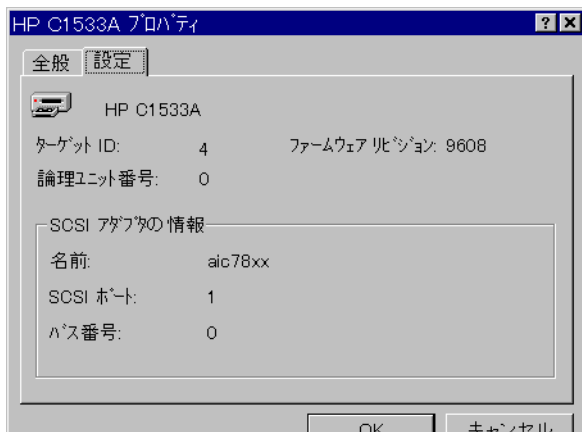 HP C1533A ﾌﾟﾛﾊﾟﾃｨ
全般 設定
HP C1533A
ﾀｰｹﾞｯﾄ ID: 4 ﾌｧｰﾑｳｪｱ ﾘﾋﾞｼﾞｮﾝ: 9608
論理ﾕﾆｯﾄ番号: 0
SCSI ｱﾀﾞﾌﾟﾀの情報
名前: aic78xx
SCSI ﾎﾟｰﾄ: 1
ﾊﾞｽ番号: 0
OK キャンセル